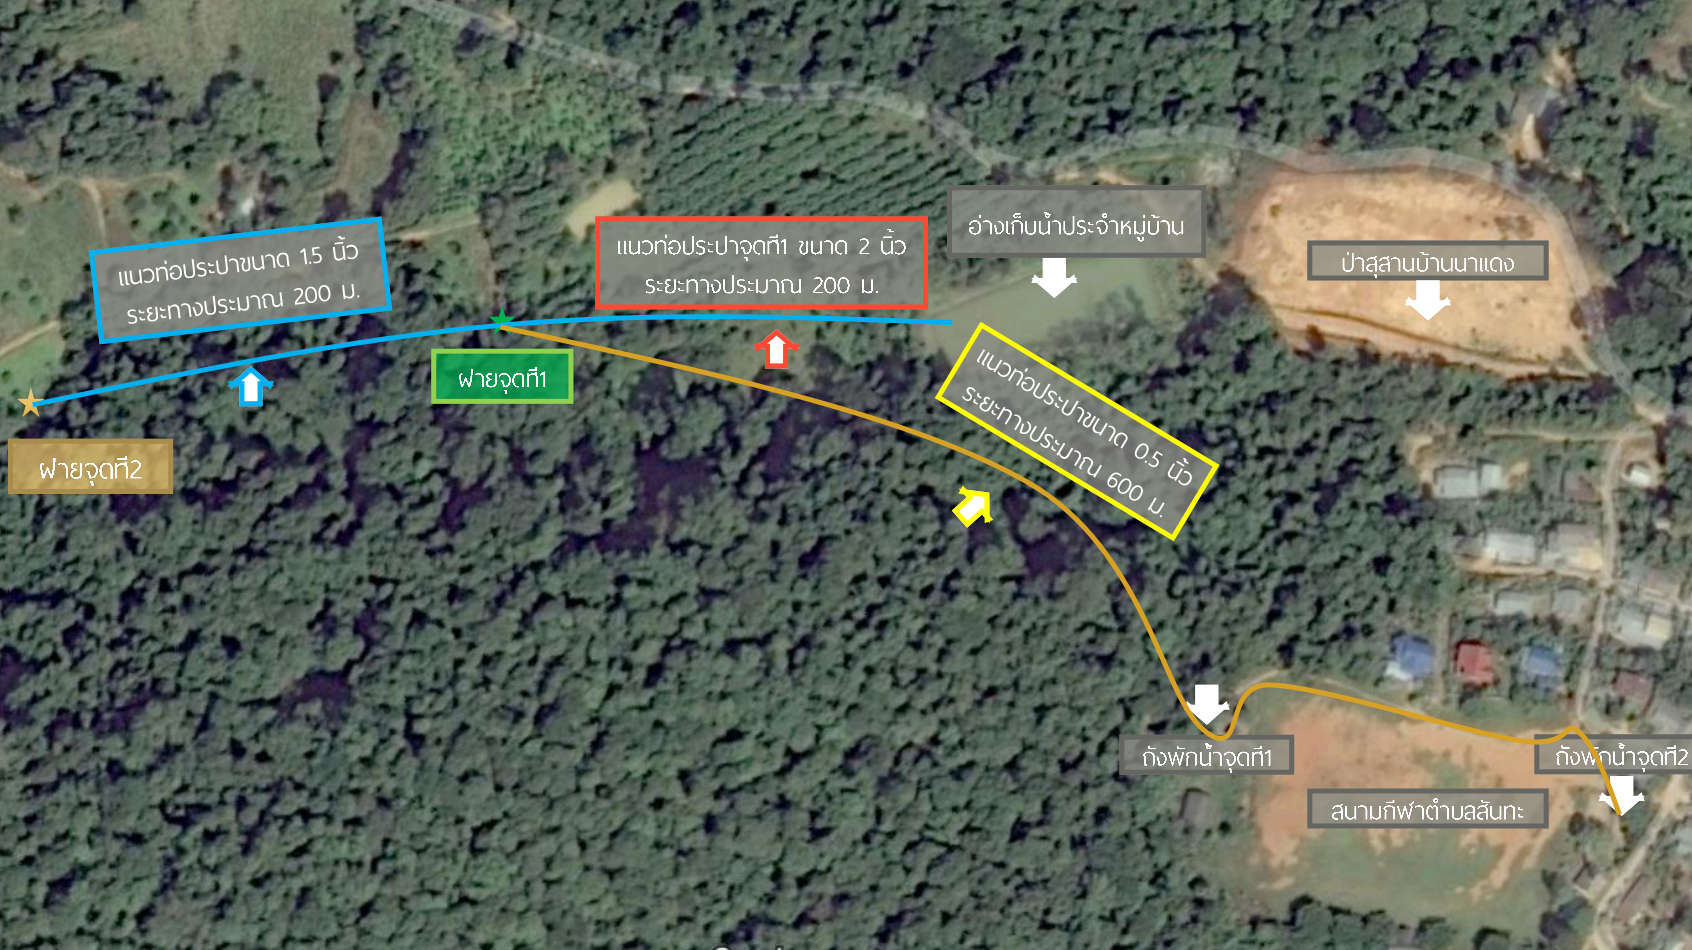 อ่างเก็บน้ำประจำหมู่บ้าน
แนวท่อประปาจุดที่1 ขนาด 2 นิ้ว
ระยะทางประมาณ 200 ม.
แนวท่อประปาขนาด 1.5 นิ้ว
ระยะทางประมาณ 200 ม.
ป่าสุสานบ้านนาแดง
ฝายจุดที่1
แนวท่อประปาขนาด 0.5 นิ้ว
ระยะทางประมาณ 600 ม.
ฝายจุดที่2
ถังพักน้ำจุดที่1
ถังพักน้ำจุดที่2
สนามกีฬาตำบลสันทะ